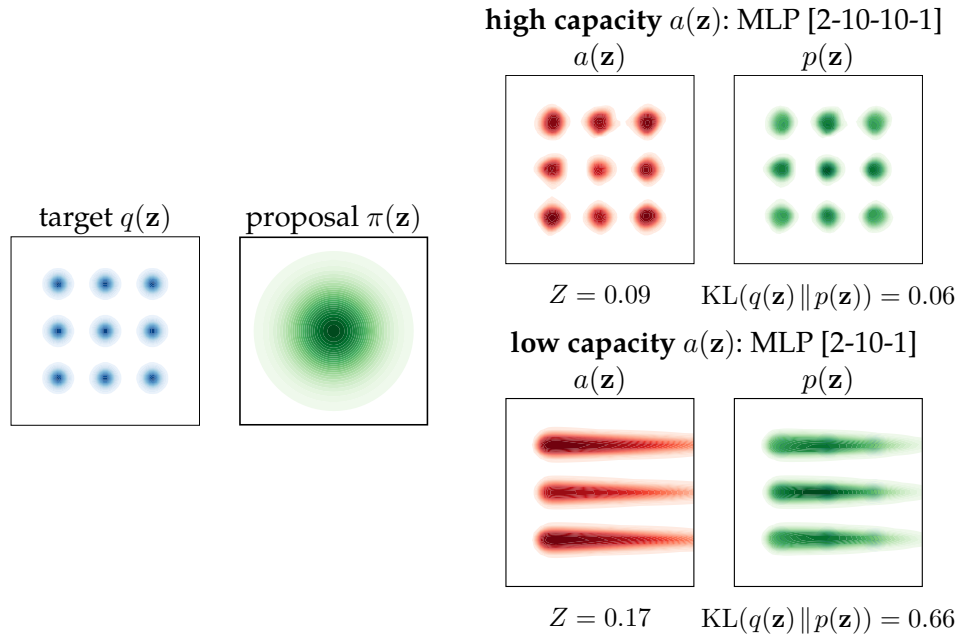 target q(𝐳)
proposal π(𝐳)
high capacity a(𝐳): MLP [2-10-10-1]
a(𝐳)
p(𝐳)
Z = 0.09
KL(q(𝐳) ∥ p(𝐳)) = 0.06
low capacity a(𝐳): MLP [2-10-1]
a(𝐳)
p(𝐳)
Z = 0.17
KL(q(𝐳) ∥ p(𝐳)) = 0.66